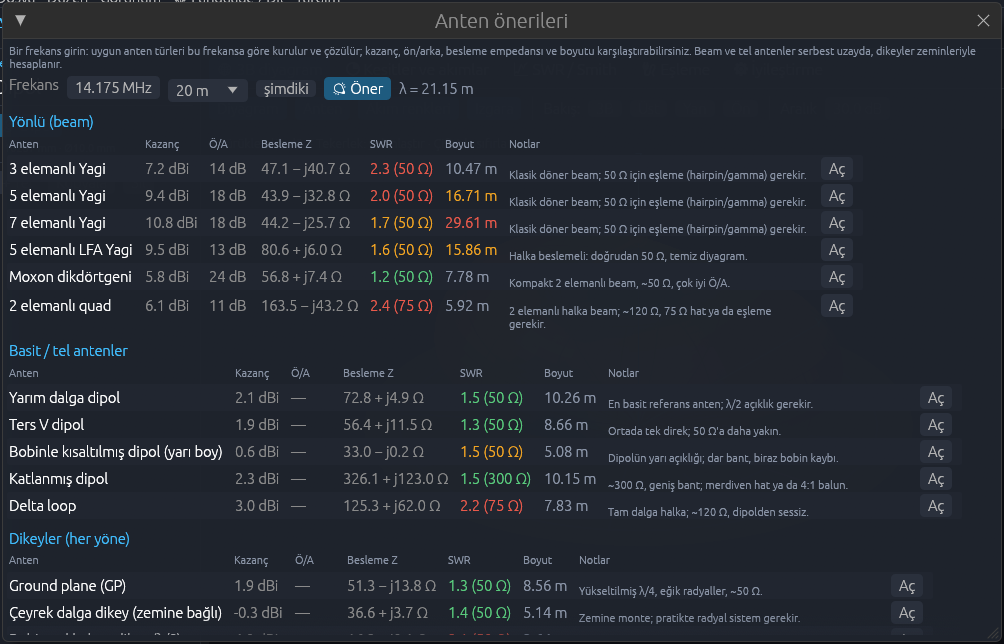 Anten önerileri
Bir frekans girin: uygun anten türleri bu frekansa göre kurulur ve çözülür; kazanç, ön/arka, besleme empedansı ve boyutu karşılaştırabilirsiniz. Beam ve tel antenler serbest uzayda, dikeyler zeminleriyle
hesaplanır.
Frekans 14.175 MHz 20 m şimdiki Öner λ = 21.15 m
Yönlü (beam)
Anten Kazanç Ö/A Besleme Z SWR Boyut Notlar
3 elemanlı Yagi 7.2 dBi 14 dB 47.1 − j40.7 Ω 2.3 (50 Ω) 10.47 m Klasik döner beam; 50 Ω için eşleme (hairpin/gamma) gerekir. Aç
5 elemanlı Yagi 9.4 dBi 18 dB 43.9 − j32.8 Ω 2.0 (50 Ω) 16.71 m Klasik döner beam; 50 Ω için eşleme (hairpin/gamma) gerekir. Aç
7 elemanlı Yagi 10.8 dBi 18 dB 44.2 − j25.7 Ω 1.7 (50 Ω) 29.61 m Klasik döner beam; 50 Ω için eşleme (hairpin/gamma) gerekir. Aç
5 elemanlı LFA Yagi 9.5 dBi 13 dB 80.6 + j6.0 Ω 1.6 (50 Ω) 15.86 m Halka beslemeli: doğrudan 50 Ω, temiz diyagram. Aç
Moxon dikdörtgeni 5.8 dBi 24 dB 56.8 + j7.4 Ω 1.2 (50 Ω) 7.78 m Kompakt 2 elemanlı beam, ~50 Ω, çok iyi Ö/A. Aç
2 elemanlı quad 6.1 dBi 11 dB 163.5 − j43.2 Ω 2.4 (75 Ω) 5.92 m 2 elemanlı halka beam; ~120 Ω, 75 Ω hat ya da eşleme Aç
gerekir.
Basit / tel antenler
Anten Kazanç Ö/A Besleme Z SWR Boyut Notlar
Yarım dalga dipol 2.1 dBi — 72.8 + j4.9 Ω 1.5 (50 Ω) 10.26 m En basit referans anten; λ/2 açıklık gerekir. Aç
Ters V dipol 1.9 dBi — 56.4 + j11.5 Ω 1.3 (50 Ω) 8.66 m Ortada tek direk; 50 Ω'a daha yakın. Aç
Bobinle kısaltılmış dipol (yarı boy) 0.6 dBi — 33.0 − j0.2 Ω 1.5 (50 Ω) 5.08 m Dipolün yarı açıklığı; dar bant, biraz bobin kaybı. Aç
Katlanmış dipol 2.3 dBi — 326.1 + j123.0 Ω 1.5 (300 Ω) 10.15 m ~300 Ω, geniş bant; merdiven hat ya da 4:1 balun. Aç
Delta loop 3.0 dBi — 125.3 + j62.0 Ω 2.2 (75 Ω) 7.83 m Tam dalga halka; ~120 Ω, dipolden sessiz. Aç
Dikeyler (her yöne)
Anten Kazanç Ö/A Besleme Z SWR Boyut Notlar
Ground plane (GP) 1.9 dBi — 51.3 − j13.8 Ω 1.3 (50 Ω) 8.56 m Yükseltilmiş λ/4, eğik radyaller, ~50 Ω. Aç
Çeyrek dalga dikey (zemine bağlı) -0.3 dBi — 36.6 + j3.7 Ω 1.4 (50 Ω) 5.14 m Zemine monte; pratikte radyal sistem gerekir. Aç